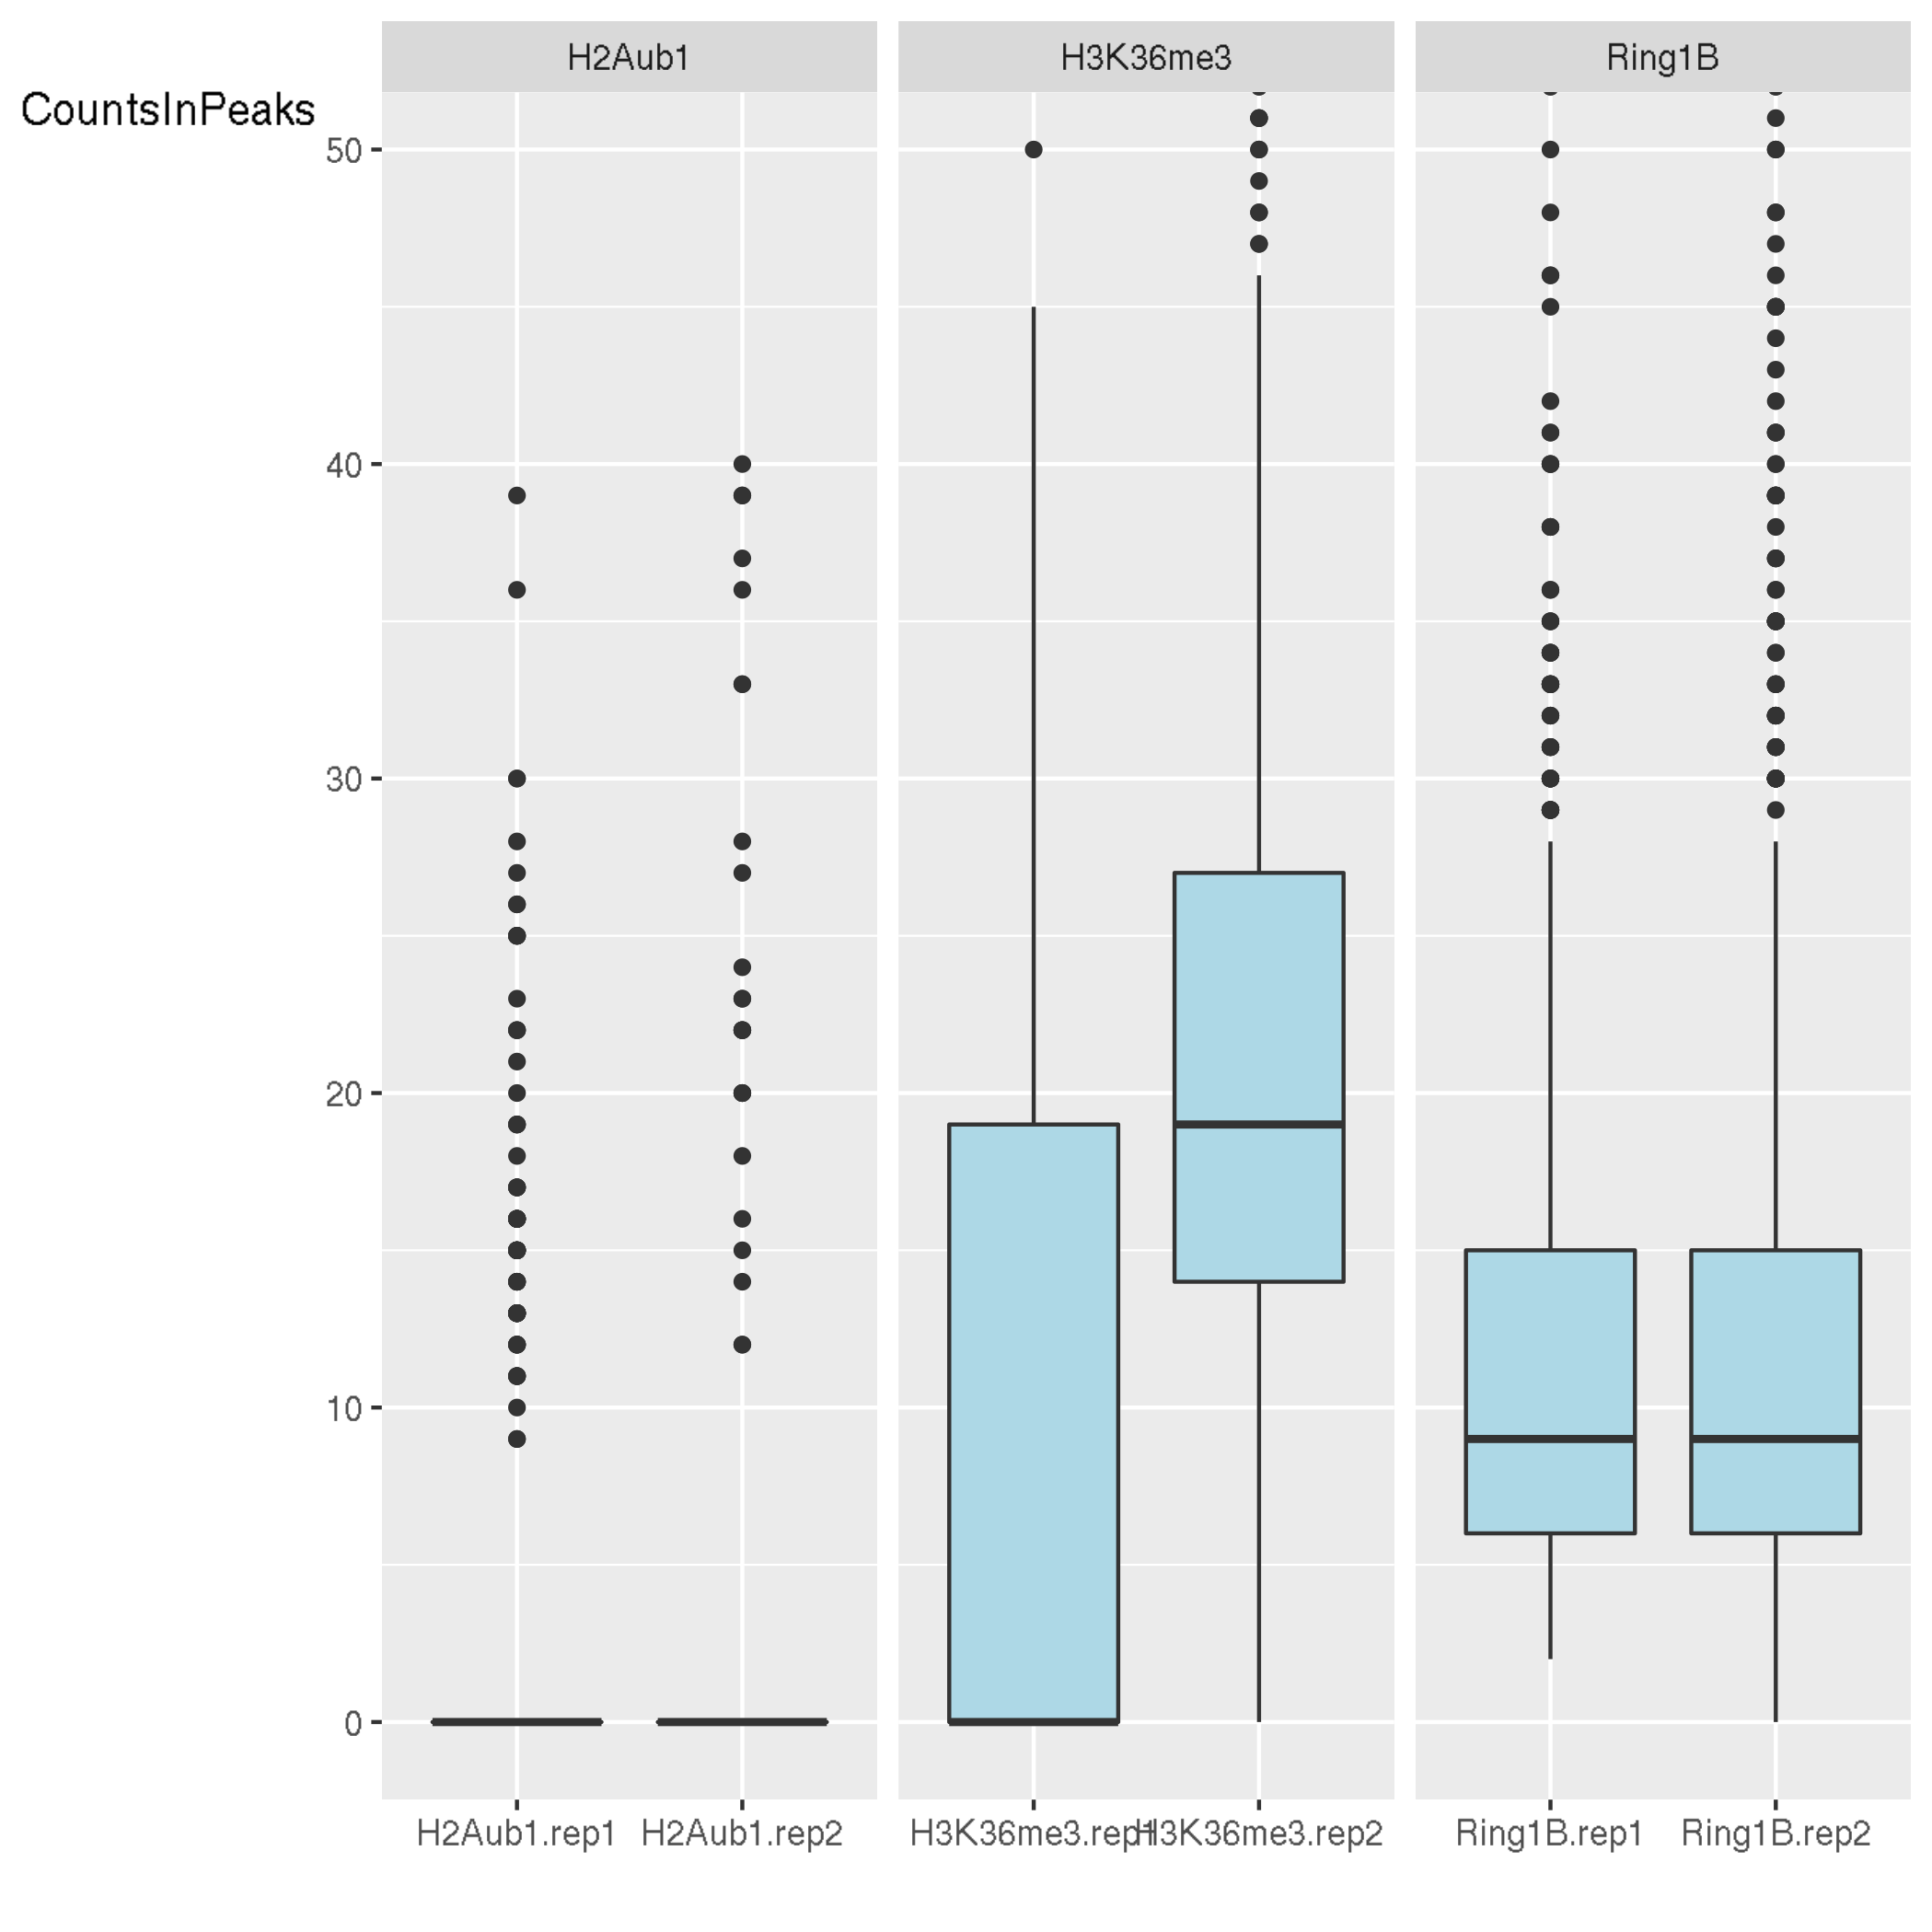 H2Aub1 H3K36me3 Ring1B
CountsInPeaks
50
40
30
20
10
0
H2Aub1.rep1 H2Aub1.rep2 H3K36me3.rep1 H3K36me3.rep2 Ring1B.rep1 Ring1B.rep2